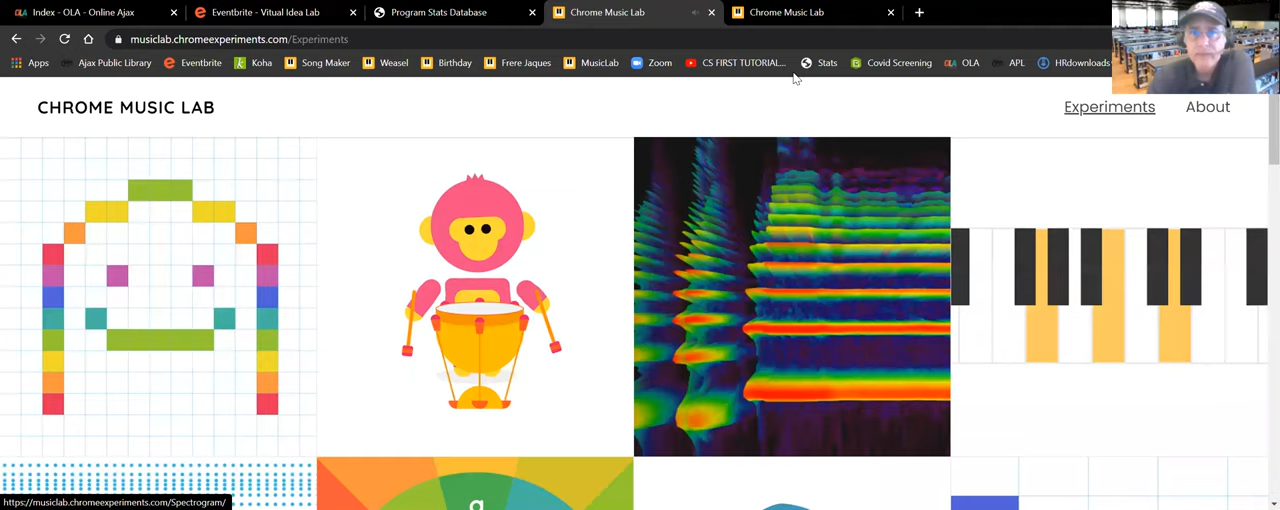 Index - OLA - Online Ajax
Eventbrite - Vitual Idea Lab
Program Stats Database
Chrome Music Lab
Chrome Music Lab
musiclab.chromeexperiments.com/Experiments
Apps
Ajax Public Library
Eventbrite
Koha
Song Maker
Weasel
Birthday
Frere Jaques
MusicLab
Zoom
CS FIRST TUTORIAL...
Stats
Covid Screening
OLA
APL
HRdownloads
CHRONE MUSIC LAB
Experiments
About
a
https://musiclab.chromeexperiments.com/Spectrogram/